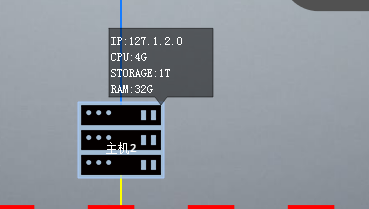 IP:127.1.2.0
CPU:4G
STORAGE:1T
RAM:32G
主机2